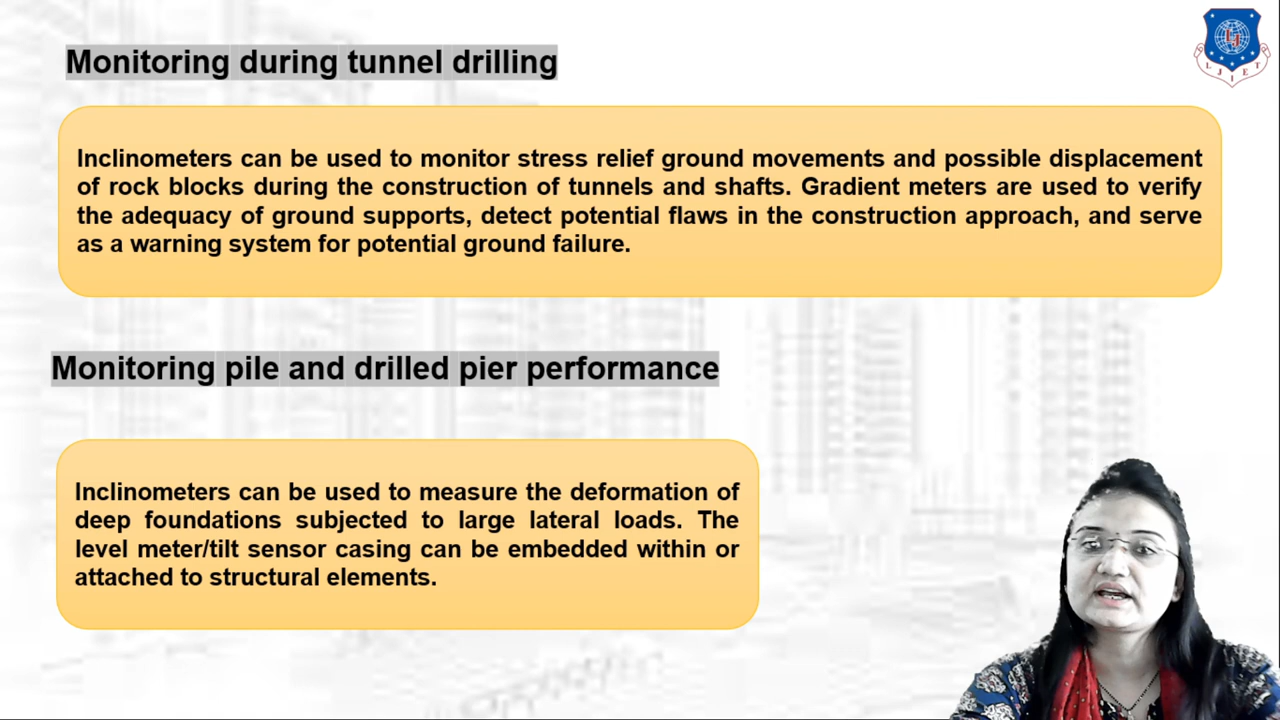 Monitoring during tunnel drilling
Inclinometers can be used to monitor stress relief ground movements and possible displacement
of rock blocks during the construction of tunnels and shafts. Gradient meters are used to verify
the adequacy of ground supports, detect potential flaws in the construction approach, and serve
as a warning system for potential ground failure.
Monitoring pile and drilled pier performance
Inclinometers can be used to measure the deformation of
deep foundations subjected to large lateral loads. The
level meter/tilt sensor casing can be embedded within or
attached to structural elements.
LJIET